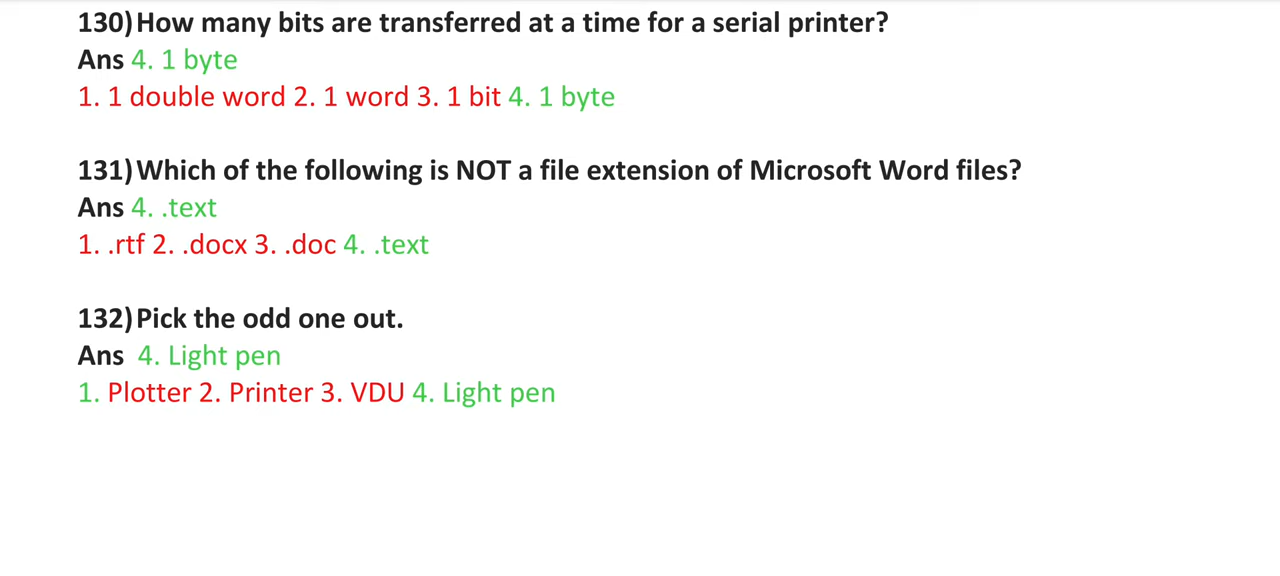 130) How many bits are transferred at a time for a serial printer?
Ans 4. 1 byte
1. 1 double word 2. 1 word 3. 1 bit 4. 1 byte
131) Which of the following is NOT a file extension of Microsoft Word files?
Ans 4. .text
1. .rtf 2. .docx 3. .doc 4. .text
132) Pick the odd one out.
Ans 4. Light pen
1. Plotter 2. Printer 3. VDU 4. Light pen